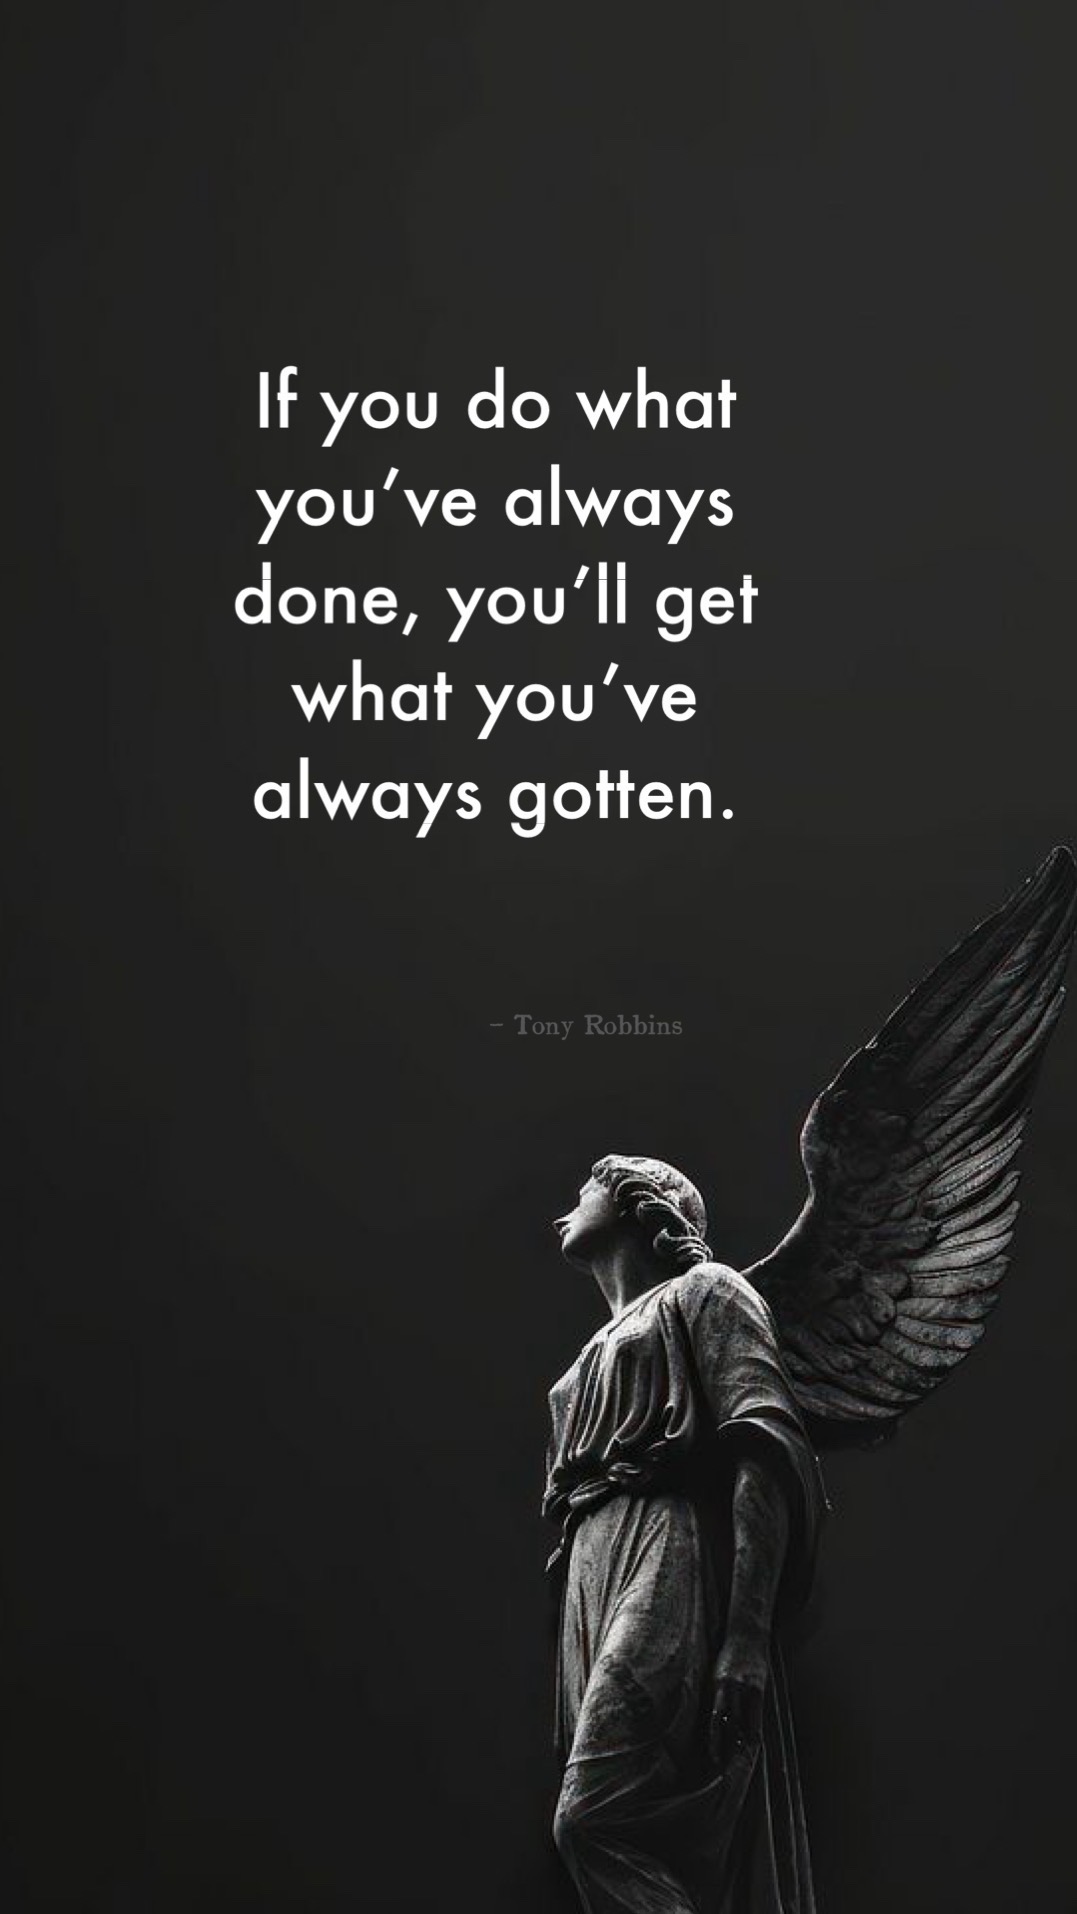 If you do what
you’ve always
done, you’ll get
what you’ve
always gotten.
– Tony Robbins